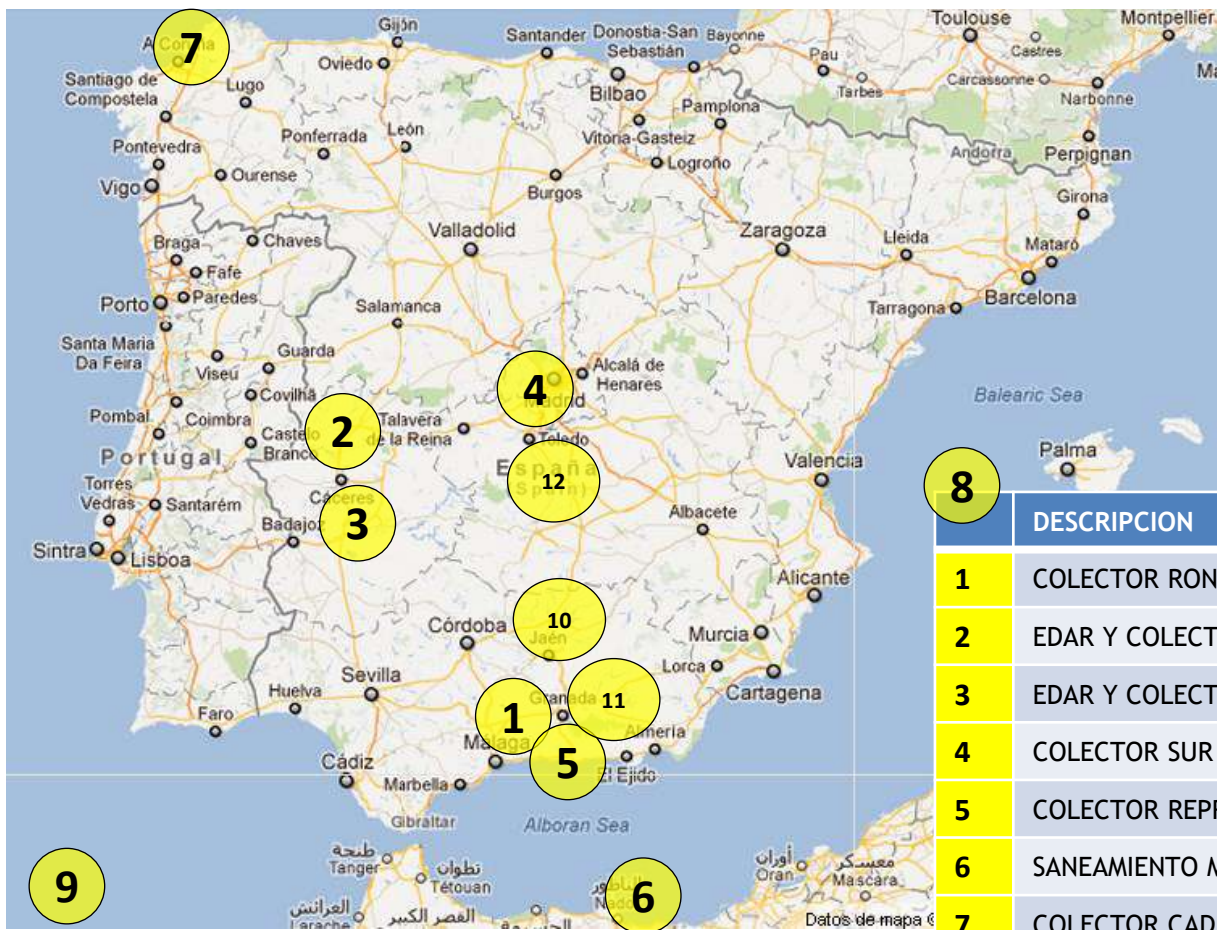 Toulouse
Montpellier
7
A Coruña
Gijón
Santander
Donostia-San
Sebastián
Bayonne
Pau
Tarbes
Castres
Carcassonne
Narbonne
Ma
Oviedo
Santiago de
Compostela
Lugo
Bilbao
Pamplona
Ponferrada
León
Vitoria-Gasteiz
Logroño
Andorra
Perpignan
Pontevedra
Vigo
Ourense
Burgos
Girona
Braga
Chaves
Valladolid
Zaragoza
Lleida
Mataró
Fafe
Porto
Paredes
Barcelona
Salamanca
Tarragona
Santa Maria
Da Feira
Guarda
Viseu
Alcalá de
Henares
4
Madrid
Covilhã
Balearic Sea
Pombal
Coimbra
2
Talavera
de la Reina
Castelo
Branco
Toledo
Portugal
España
(Spain)
12
Valencia
Palma
Torres
Vedras
Santarém
Cáceres
3
8
Badajoz
Albacete
DESCRIPCION
Sintra
Lisboa
1 COLECTOR RON
Alicante
2 EDAR Y COLECT
10
Córdoba
Jaén
Murcia
Lorca
3 EDAR Y COLECT
Sevilla
Huelva
Granada
11
Cartagena
Faro
1
Málaga
Almería
4 COLECTOR SUR
5
El Ejido
Cádiz
Marbella
5 COLECTOR REPR
Gibraltar
Alboran Sea
طنجة
Tanger
تطوان
Tétouan
وهران
Oran
معسكر
Mascara
6 SANEAMIENTO M
9
6
الناظور
Nador
العرائش
Larache
القصر الكبير
الحسيمة
Datos de mapa ©
7 COLECTOR CAD